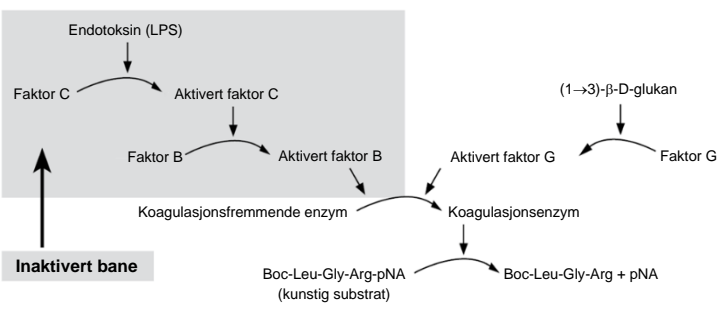 Endotoksin (LPS)
Faktor C
Aktivert faktor C
(1→3)-β-D-glukan
Faktor B
Aktivert faktor B
Aktivert faktor G
Faktor G
Koagulasjonsfremmende enzym
Koagulasjonsenzym
Inaktivert bane
Boc-Leu-Gly-Arg-pNA
(kunstig substrat)
Boc-Leu-Gly-Arg + pNA